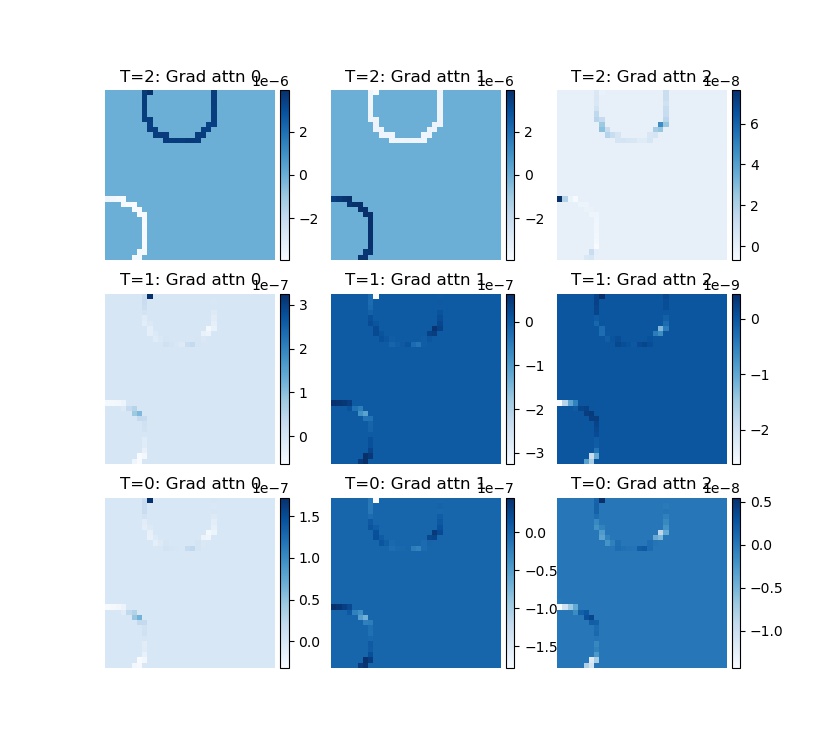 T=2: Grad attn 0
1e−6
2
0
−2
T=2: Grad attn 1
1e−6
2
0
−2
T=2: Grad attn 2
1e−8
6
4
2
0
T=1: Grad attn 0
1e−7
3
2
1
0
T=1: Grad attn 1
1e−7
0
−1
−2
−3
T=1: Grad attn 2
1e−9
0
−1
−2
T=0: Grad attn 0
1e−7
1.5
1.0
0.5
0.0
T=0: Grad attn 1
1e−7
0.0
−0.5
−1.0
−1.5
T=0: Grad attn 2
1e−8
0.5
0.0
−0.5
−1.0